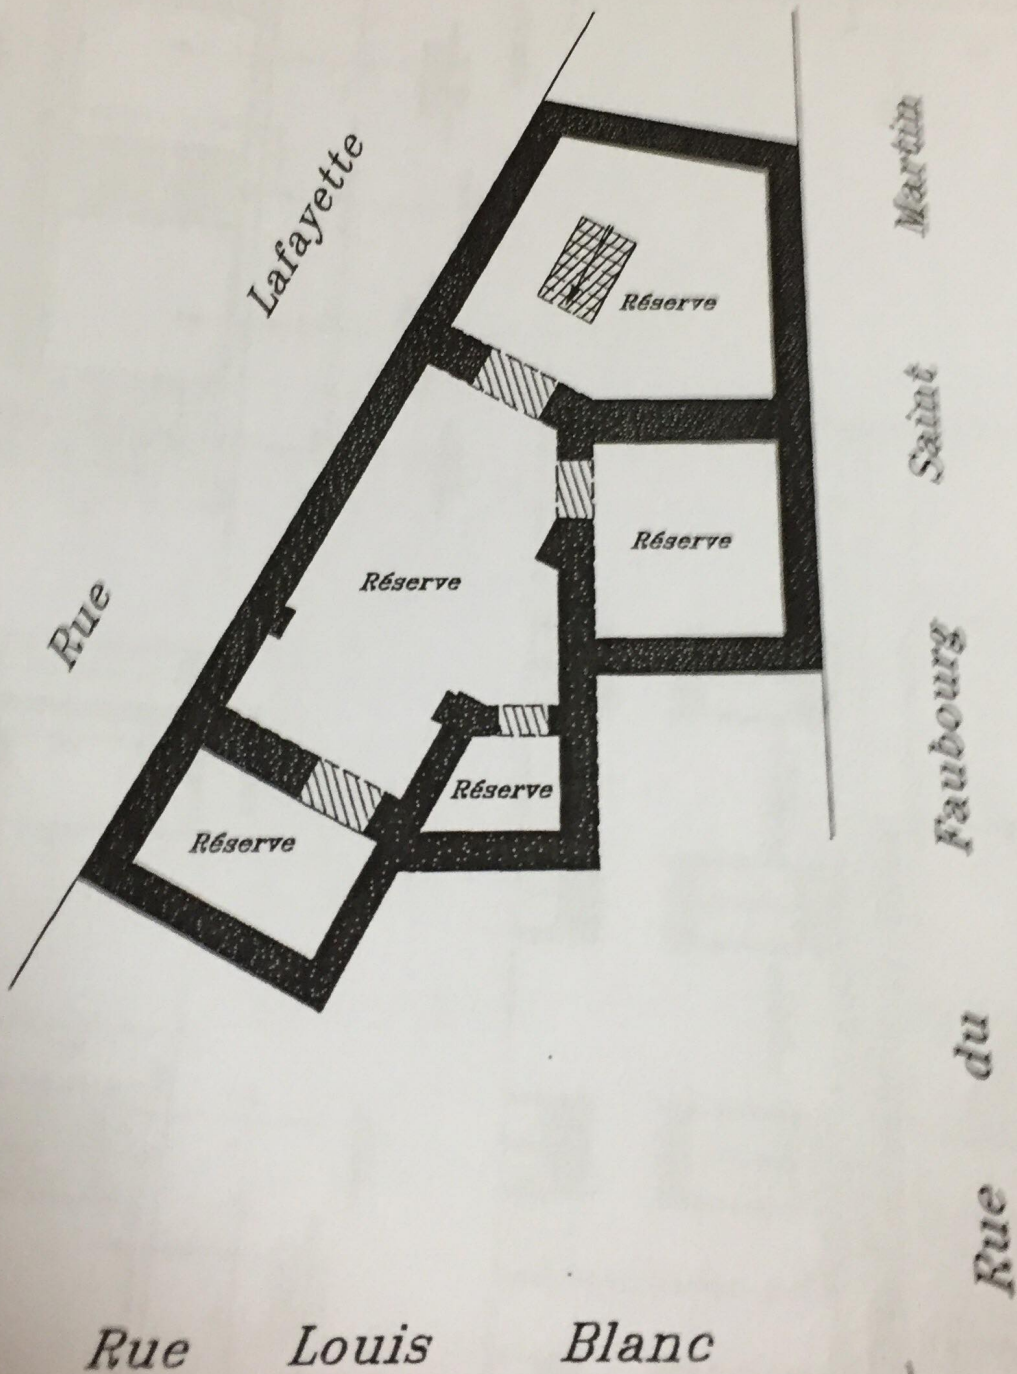 Rue Lafayette
Réserve
Réserve
Réserve
Réserve
Réserve
Rue du Faubourg Saint Martin
Rue Louis Blanc